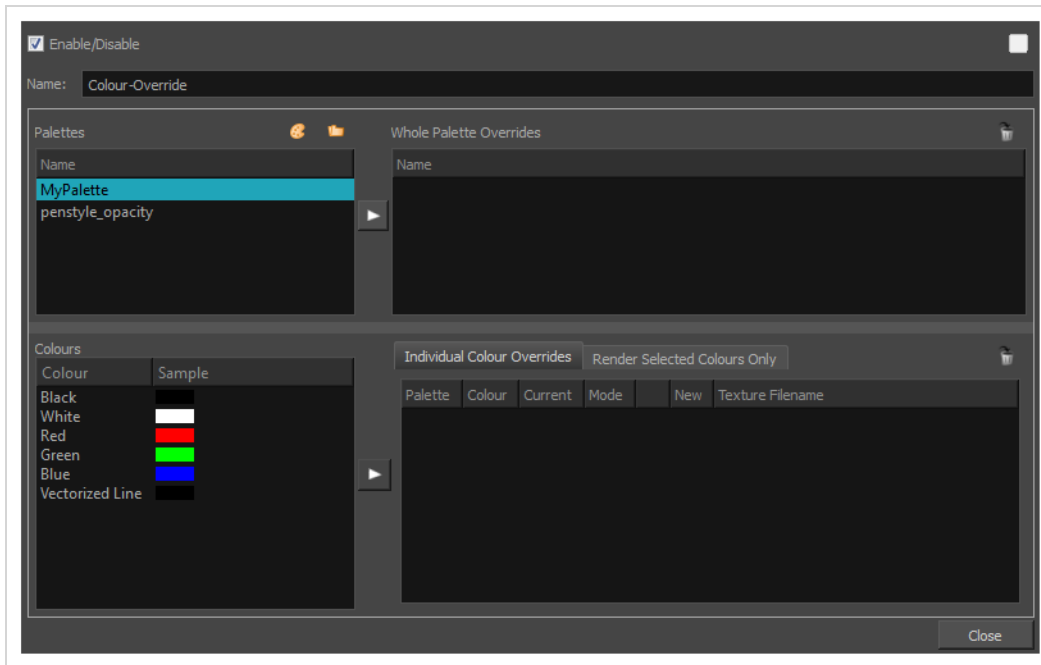 Enable/Disable
Name: Colour-Override
Palettes
Whole Palette Overrides
Name
Name
MyPalette
penstyle_opacity
Colours
Individual Colour Overrides Render Selected Colours Only
Colour Sample
Palette Colour Current Mode New Texture Filename
Black
White
Red
Green
Blue
Vectorized Line
Close